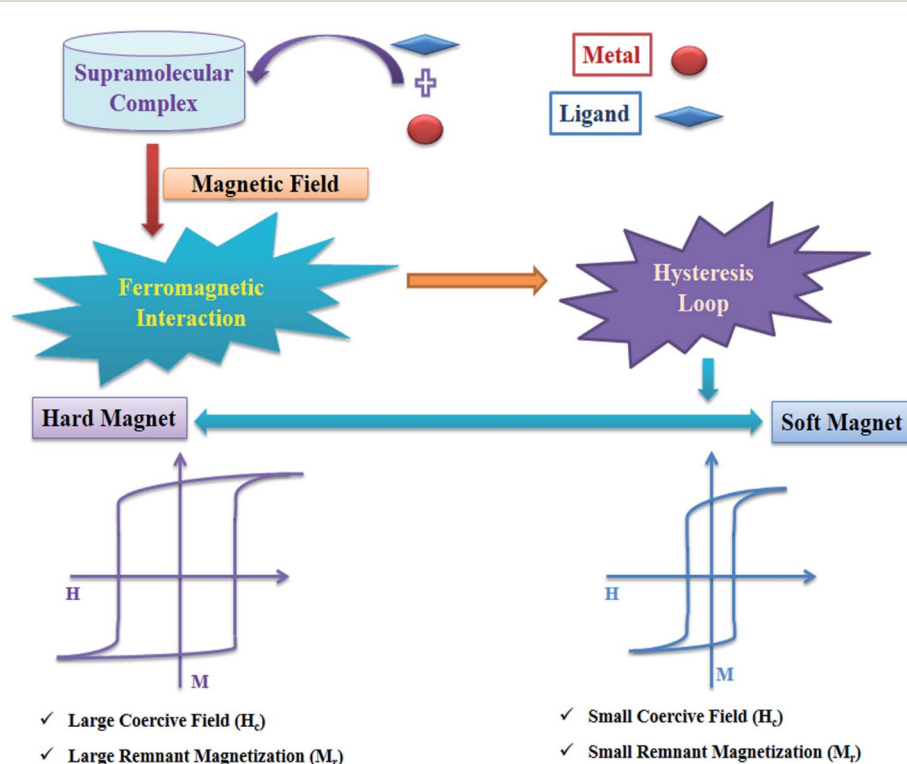 Supramolecular
Complex
Metal
Ligand
Magnetic Field
Ferromagnetic
Interaction
Hysteresis
Loop
Hard Magnet
Soft Magnet
H
M
H
M
✓ Large Coercive Field (Hc)
✓ Large Remnant Magnetization (Mr)
✓ Small Coercive Field (Hc)
✓ Small Remnant Magnetization (Mr)